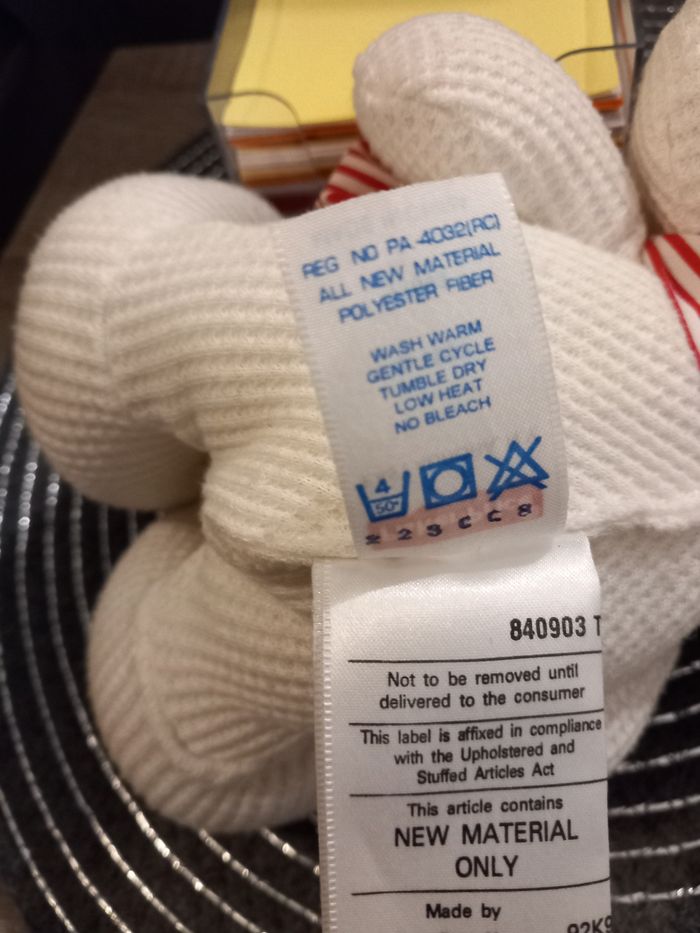 REG NO PA-4032(RC)
ALL NEW MATERIAL
POLYESTER FIBER
WASH WARM
GENTLE CYCLE
TUMBLE DRY
LOW HEAT
NO BLEACH
4
50°
840903 T
Not to be removed until
delivered to the consumer
This label is affixed in compliance
with the Upholstered and
Stuffed Articles Act
This article contains
NEW MATERIAL
ONLY
Made by
92K9